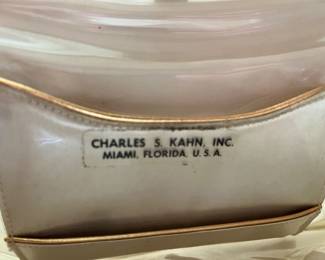 CHARLES S. KAHN, INC.
MIAMI, FLORIDA, U.S.A.